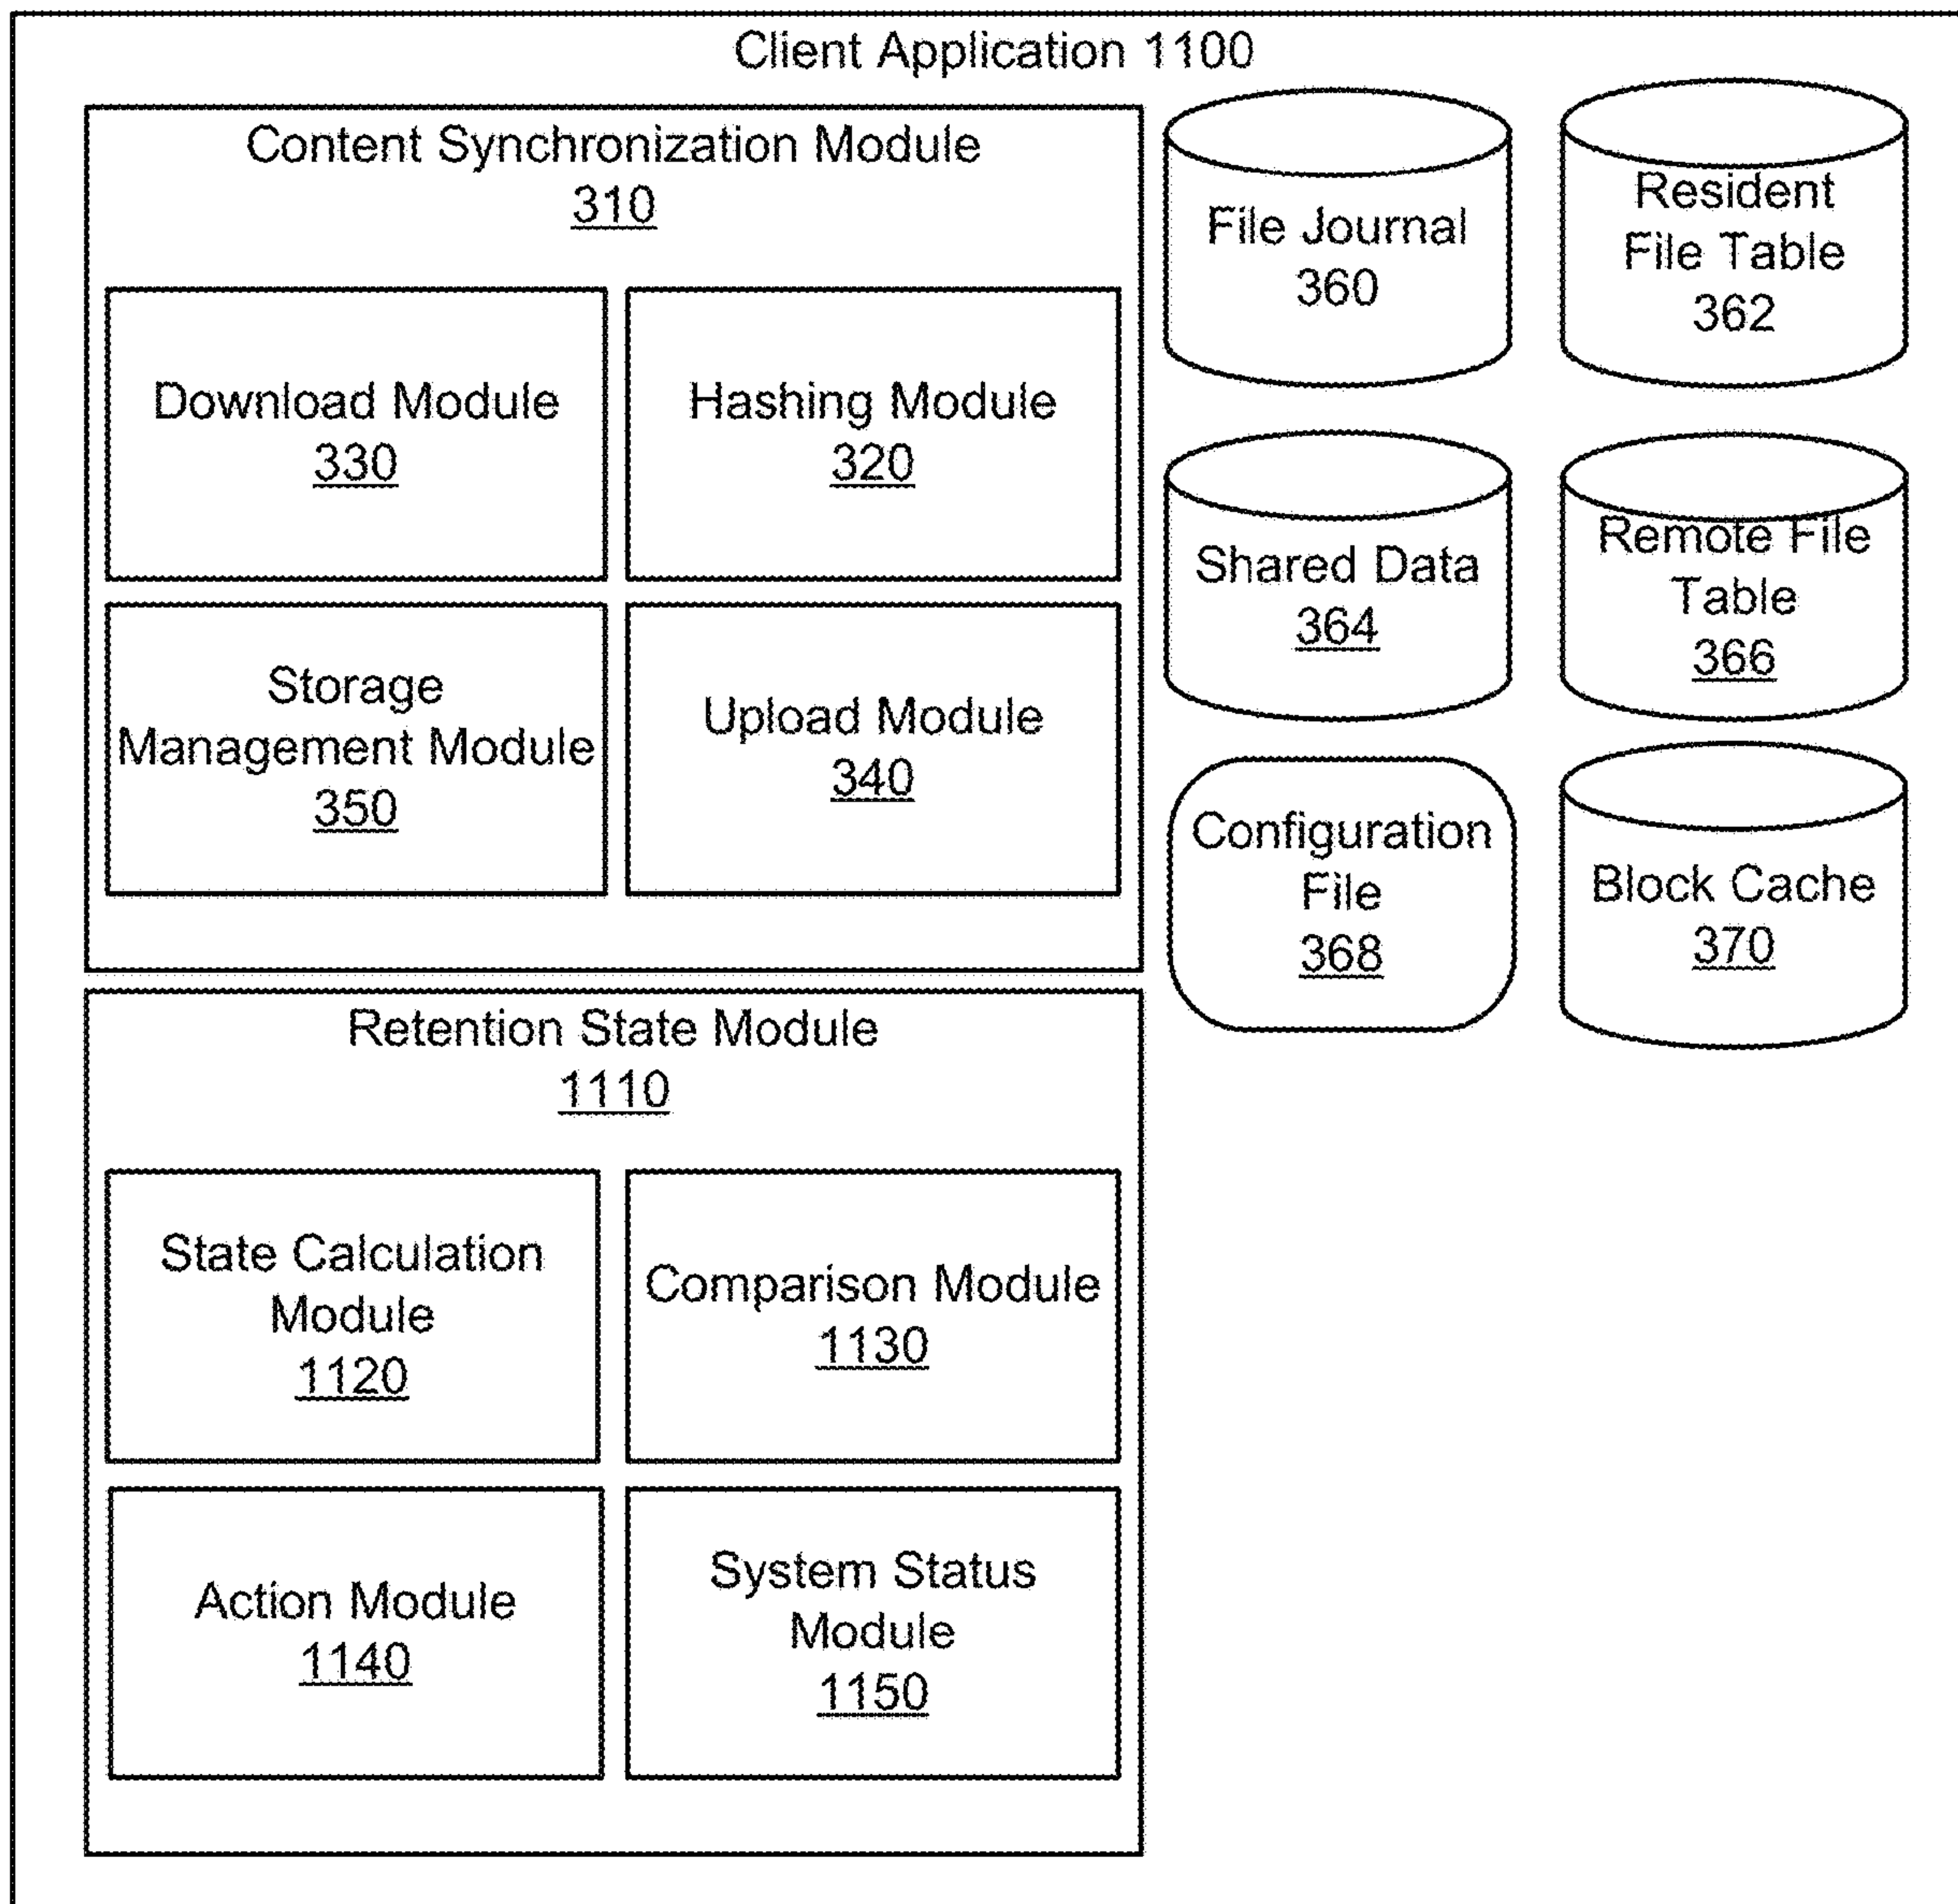 Client Application 1100
Content Synchronization Module
310
Download Module
330
Hashing Module
320
Storage
Management Module
350
Upload Module
340
File Journal
360
Resident
File Table
362
Shared Data
364
Remote File
Table
366
Configuration
File
368
Block Cache
370
Retention State Module
1110
State Calculation
Module
1120
Comparison Module
1130
Action Module
1140
System Status
Module
1150